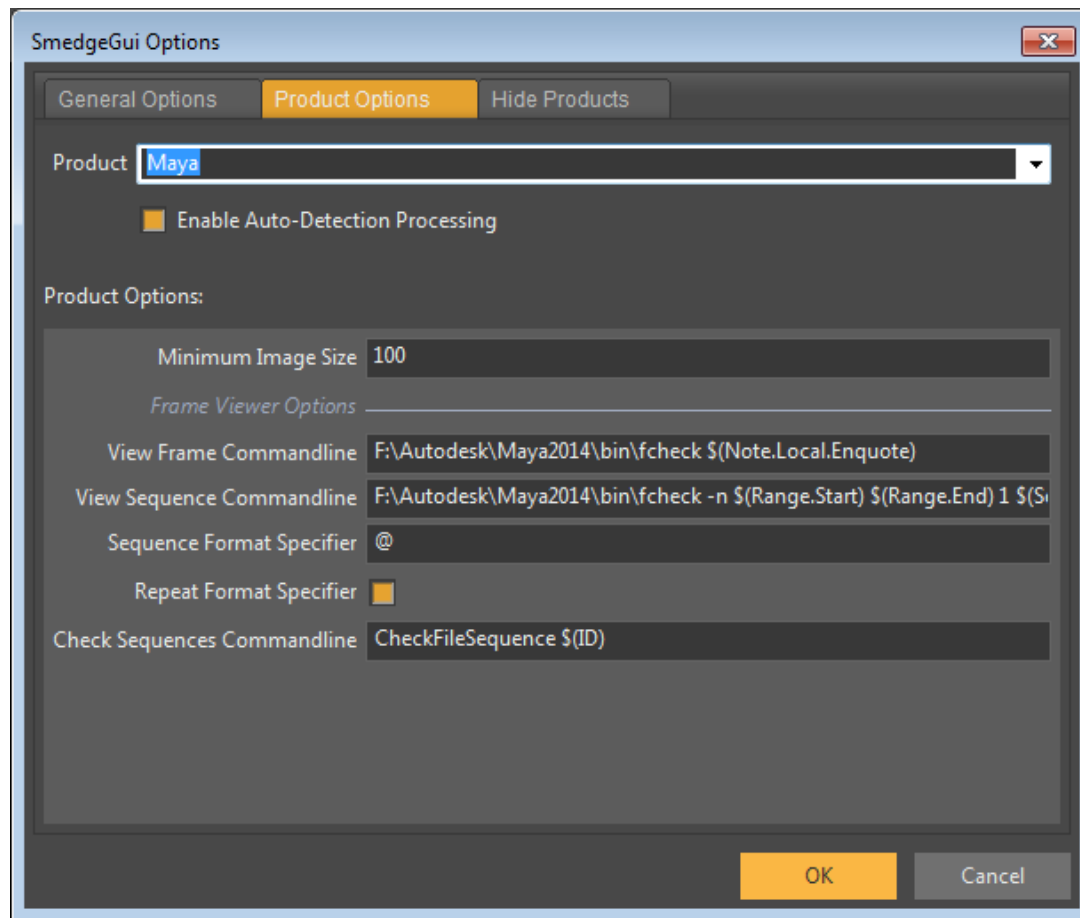 SmedgeGui Options
General Options Product Options Hide Products
Product Maya
Enable Auto-Detection Processing
Product Options:
Minimum Image Size 100
Frame Viewer Options
View Frame Commandline F:\Autodesk\Maya2014\bin\fcheck $(Note.Local.Enquote)
View Sequence Commandline F:\Autodesk\Maya2014\bin\fcheck -n $(Range.Start) $(Range.End) 1 $(S
Sequence Format Specifier @
Repeat Format Specifier
Check Sequences Commandline CheckFileSequence $(ID)
OK Cancel